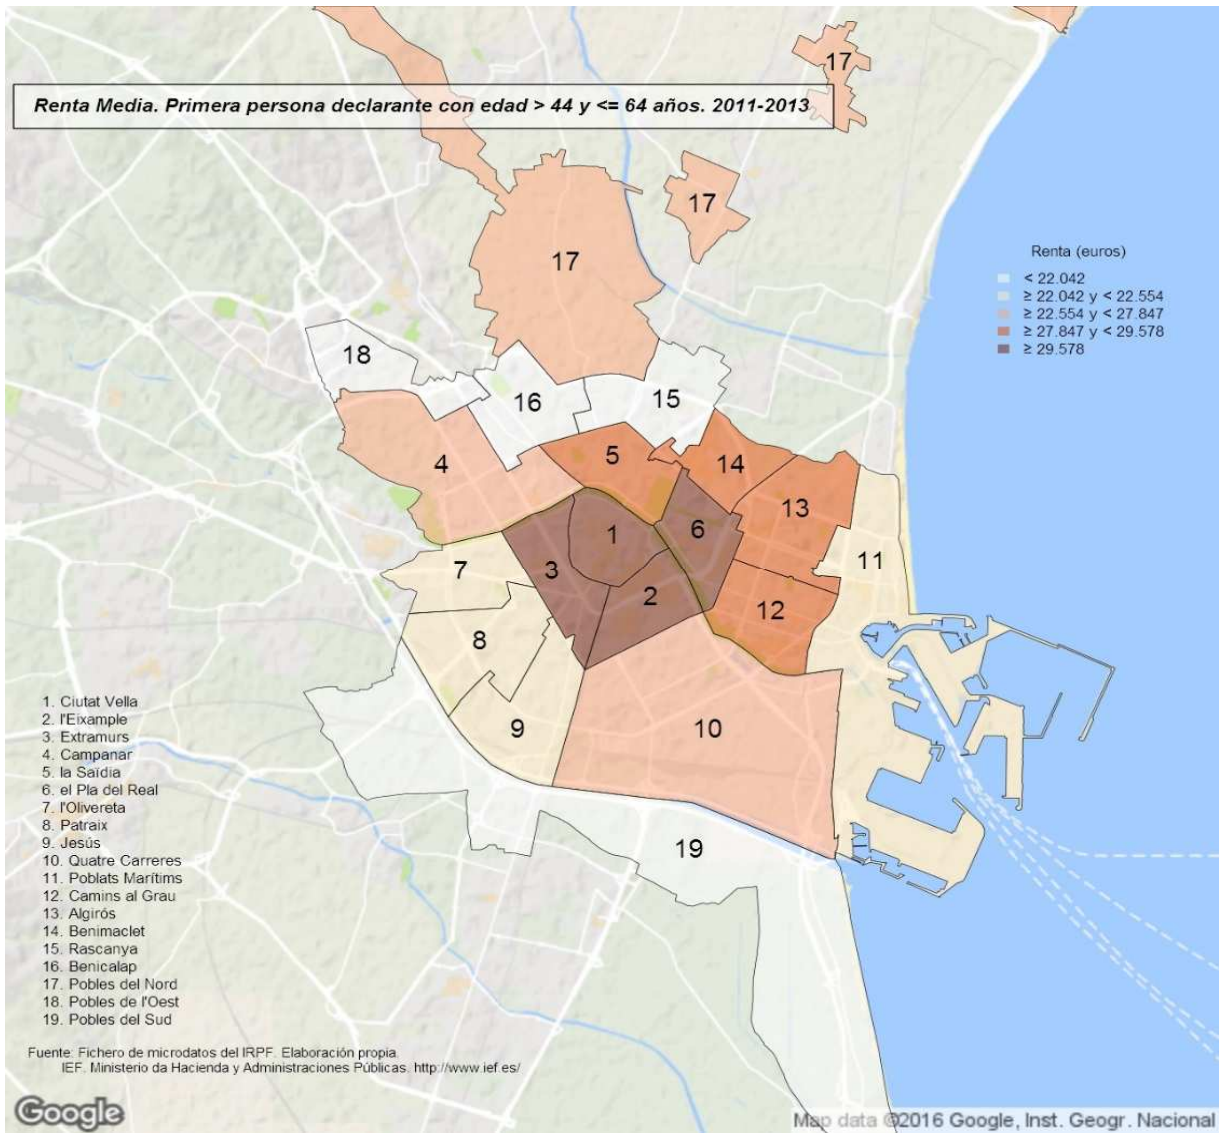 Renta Media. Primera persona declarante con edad > 44 y <= 64 años. 2011-2013
17
17
17
18
16
15
4
5
14
13
6
1
11
3
7
2
12
8
9
10
19
Renta (euros)
< 22.042
≥ 22.042 y < 22.554
≥ 22.554 y < 27.847
≥ 27.847 y < 29.578
≥ 29.578
1. Ciutat Vella
2. l'Eixample
3. Extramurs
4. Campanar
5. la Saïdia
6. el Pla del Real
7. l'Olivereta
8. Patraix
9. Jesús
10. Quatre Carreres
11. Poblats Marítims
12. Camins al Grau
13. Algirós
14. Benimaclet
15. Rascanya
16. Benicalap
17. Pobles del Nord
18. Pobles de l'Oest
19. Pobles del Sud
Fuente: Fichero de microdatos del IRPF. Elaboración propia.
IEF. Ministerio da Hacienda y Administraciones Públicas. http://www.ief.es/
Google
Map data ©2016 Google, Inst. Geogr. Nacional